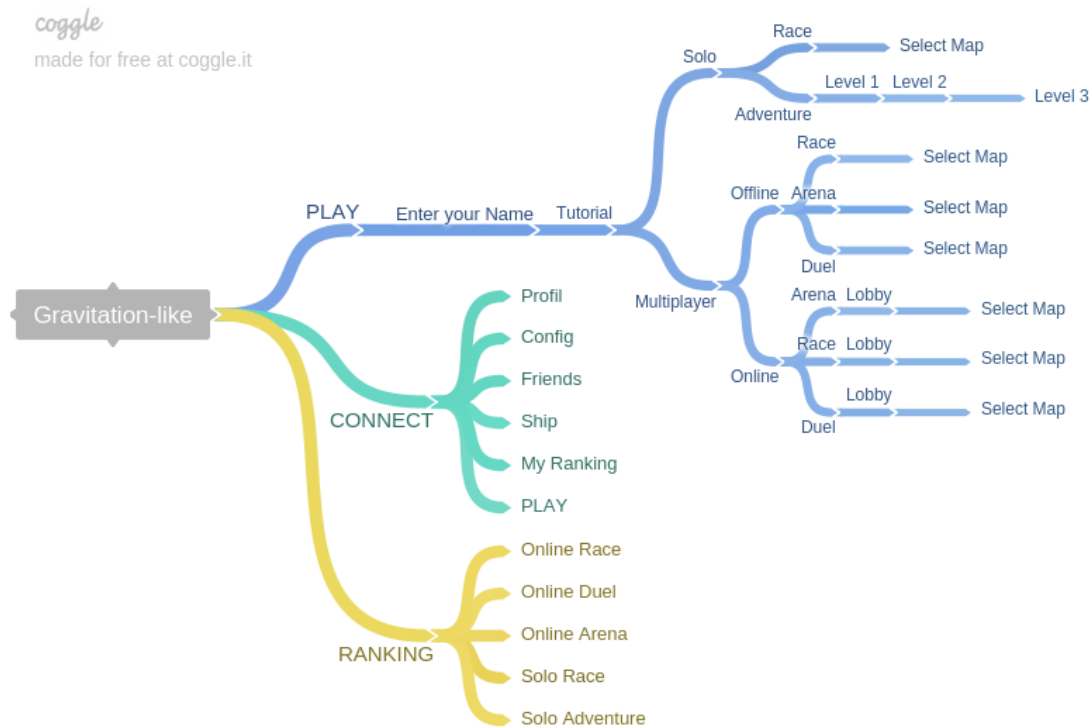 coggle
made for free at coggle.it
Gravitation-like
PLAY
Enter your Name
Tutorial
Solo
Race
Select Map
Adventure
Level 1
Level 2
Level 3
Multiplayer
Offline
Race
Select Map
Arena
Select Map
Duel
Select Map
Online
Arena
Lobby
Select Map
Race
Lobby
Select Map
Duel
Lobby
Select Map
CONNECT
Profil
Config
Friends
Ship
My Ranking
PLAY
RANKING
Online Race
Online Duel
Online Arena
Solo Race
Solo Adventure